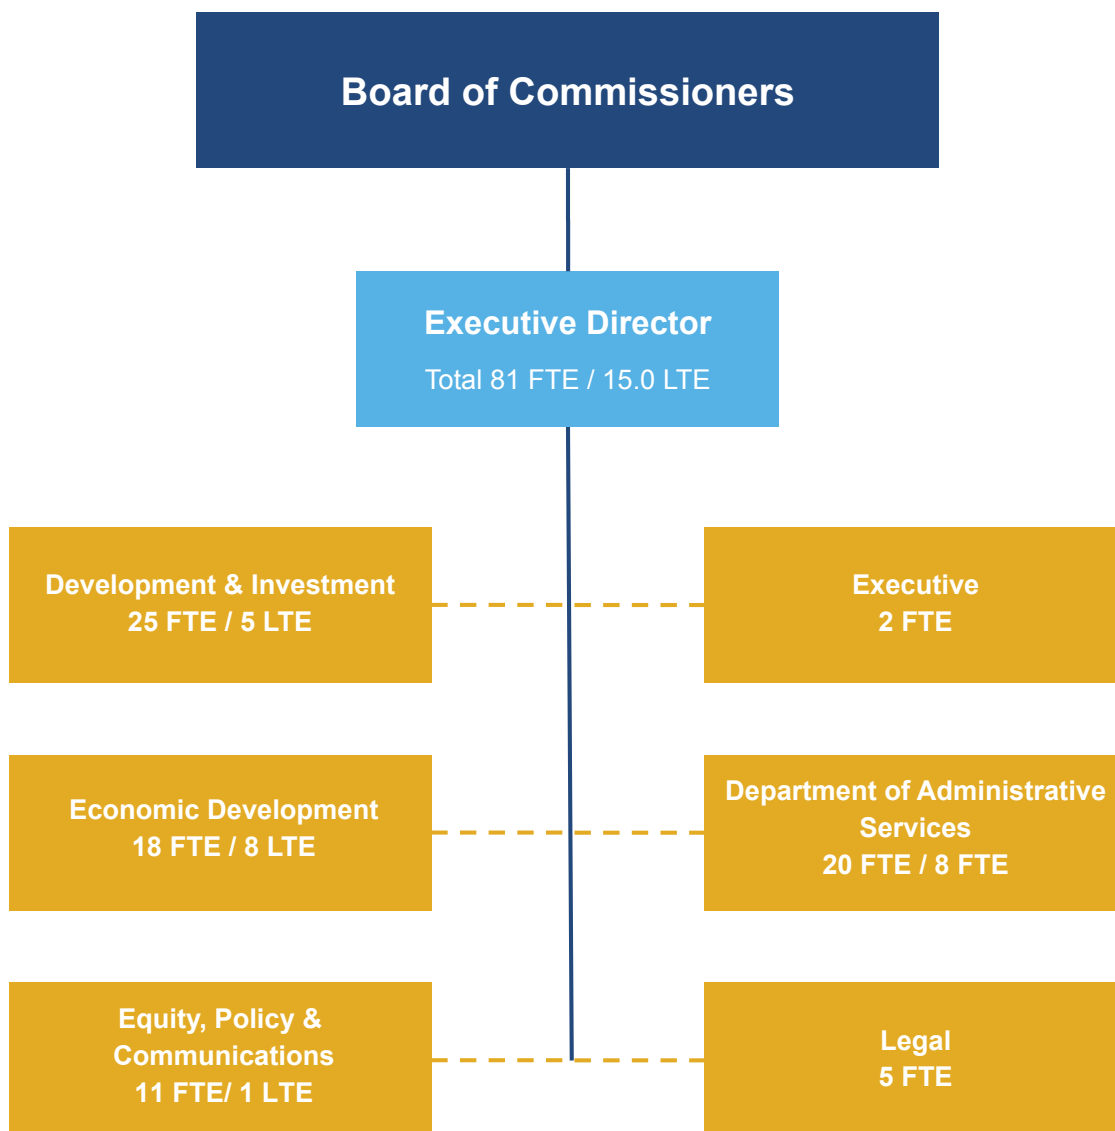 Board of Commissioners
Executive Director
Total 81 FTE / 15.0 LTE
Development & Investment
25 FTE / 5 LTE
Executive
2 FTE
Economic Development
18 FTE / 8 LTE
Department of Administrative
Services
20 FTE / 8 FTE
Equity, Policy &
Communications
11 FTE/ 1 LTE
Legal
5 FTE